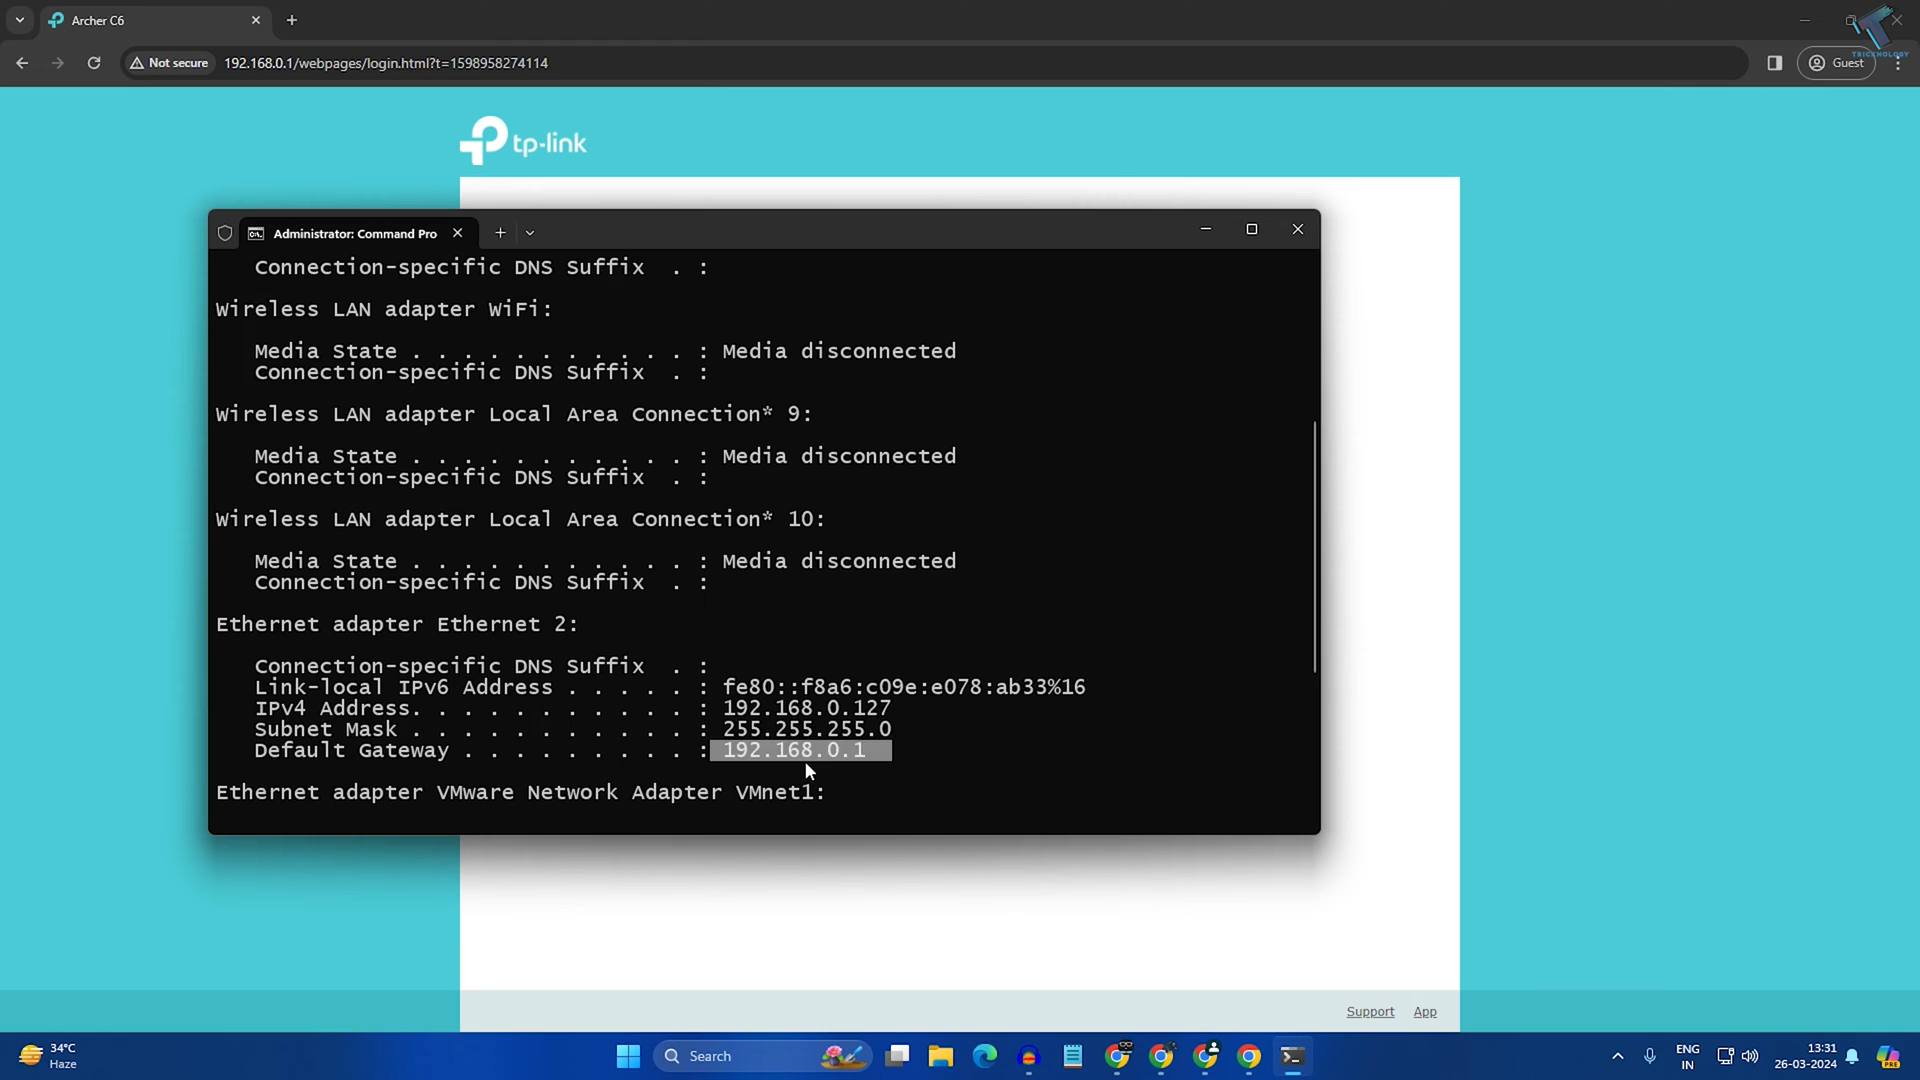 Archer C6
TRICKNOLOGY
Not secure
192.168.0.1/webpages/login.html?t=1598958274114
Guest
tp-link
Administrator: Command Pro
Connection-specific DNS Suffix  . :
Wireless LAN adapter WiFi:
Media State . . . . . . . . . . . : Media disconnected
Connection-specific DNS Suffix  . :
Wireless LAN adapter Local Area Connection* 9:
Media State . . . . . . . . . . . : Media disconnected
Connection-specific DNS Suffix  . :
Wireless LAN adapter Local Area Connection* 10:
Media State . . . . . . . . . . . : Media disconnected
Connection-specific DNS Suffix  . :
Ethernet adapter Ethernet 2:
Connection-specific DNS Suffix  . :
Link-local IPv6 Address . . . . . : fe80::f8a6:c09e:e078:ab33%16
IPv4 Address. . . . . . . . . . . : 192.168.0.127
Subnet Mask . . . . . . . . . . . : 255.255.255.0
Default Gateway . . . . . . . . . : 192.168.0.1
Ethernet adapter VMware Network Adapter VMnet1:
Support App
34°C
Haze
Search
ENG
IN
13:31
26-03-2024
PRE